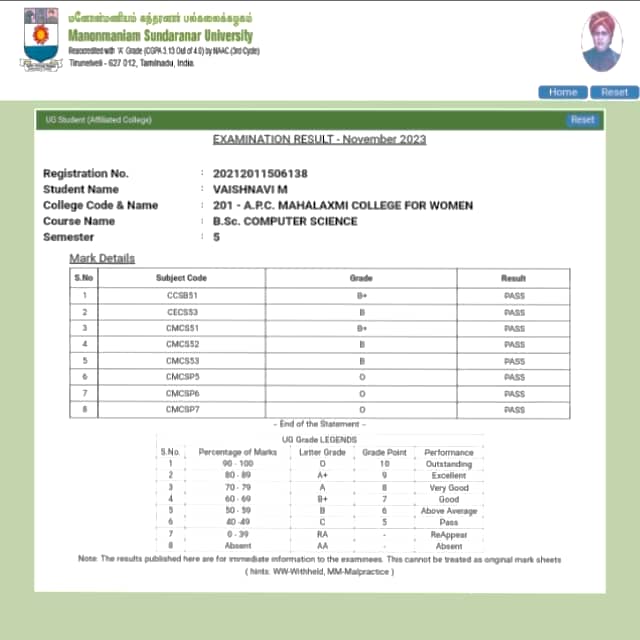 மனோன்மணியம் சுந்தரனார் பல்கலைக்கழகம்
Manonmaniam Sundaranar University
Reaccredited with 'A' Grade (CGPA 3.13 Out of 4.0) by NAAC (3rd Cycle)
Tirunelveli - 627 012, Tamilnadu, India.
Home Reset
UG Student (Affiliated College) Reset
EXAMINATION RESULT - November 2023
Registration No. : 20212011506138
Student Name : VAISHNAVI M
College Code & Name : 201 - A.P.C. MAHALAXMI COLLEGE FOR WOMEN
Course Name : B.Sc. COMPUTER SCIENCE
Semester : 5
Mark Details
S.No Subject Code Grade Result
1 CCSB51 B+ PASS
2 CECS53 B PASS
3 CMCS51 B+ PASS
4 CMCS52 B PASS
5 CMCS53 B PASS
6 CMCSP5 O PASS
7 CMCSP6 O PASS
8 CMCSP7 O PASS
- End of the Statement -
UG Grade LEGENDS
S.No. Percentage of Marks Letter Grade Grade Point Performance
1 90 - 100 O 10 Outstanding
2 80 - 89 A+ 9 Excellent
3 70 - 79 A 8 Very Good
4 60 - 69 B+ 7 Good
5 50 - 59 B 6 Above Average
6 40 -49 C 5 Pass
7 0 - 39 RA - ReAppear
8 Absent AA - Absent
Note: The results published here are for immediate information to the examinees. This cannot be treated as original mark sheets
( hints: WW-Withheld, MM-Malpractice )